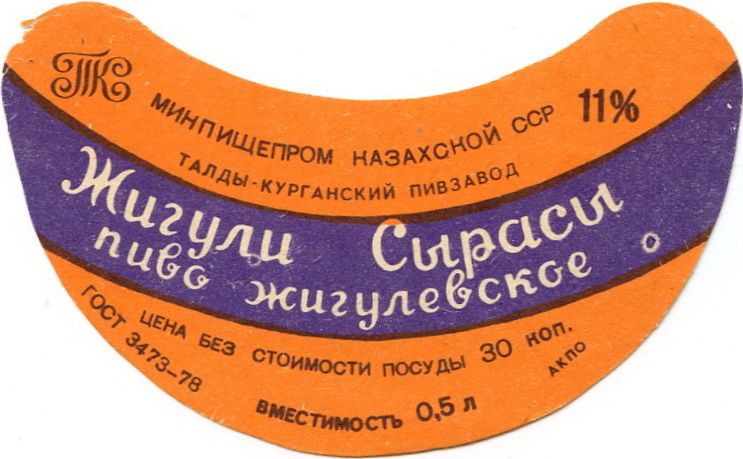 ТК
МИНПИЩЕПРОМ КАЗАХСКОЙ ССР 11%
ТАЛДЫ-КУРГАНСКИЙ ПИВЗАВОД
Жигули Сырасы
пиво жигулевское
ЦЕНА БЕЗ СТОИМОСТИ ПОСУДЫ 30 КОП.
ГОСТ 3473-78
АКПО
ВМЕСТИМОСТЬ 0,5 л